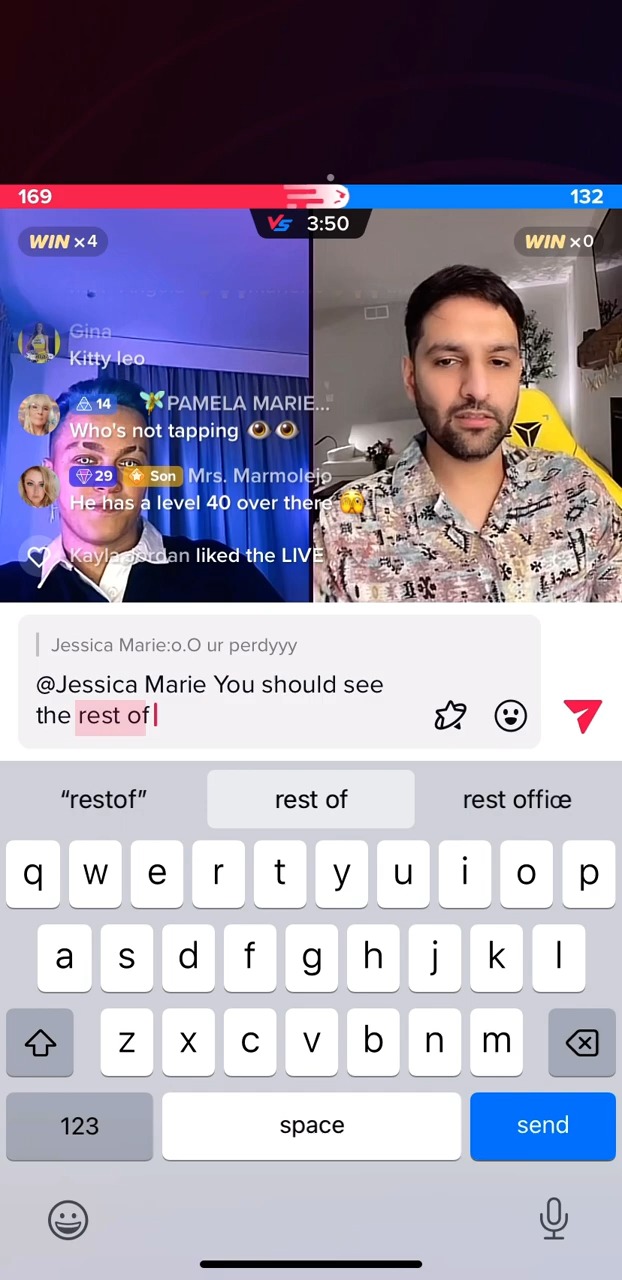 169
132
VS 3:50
WIN ×4
WIN ×0
Gina
Kitty leo
14 PAMELA MARIE...
Who's not tapping 👀
29 Son Mrs. Marmolejo
He has a level 40 over there 🫣
Kayla Jordan liked the LIVE
Jessica Marie:o.O ur perdyyy
@Jessica Marie You should see
the rest of
“restof”
rest of
rest office
q w e r t y u i o p
a s d f g h j k l
z x c v b n m
123
space
send